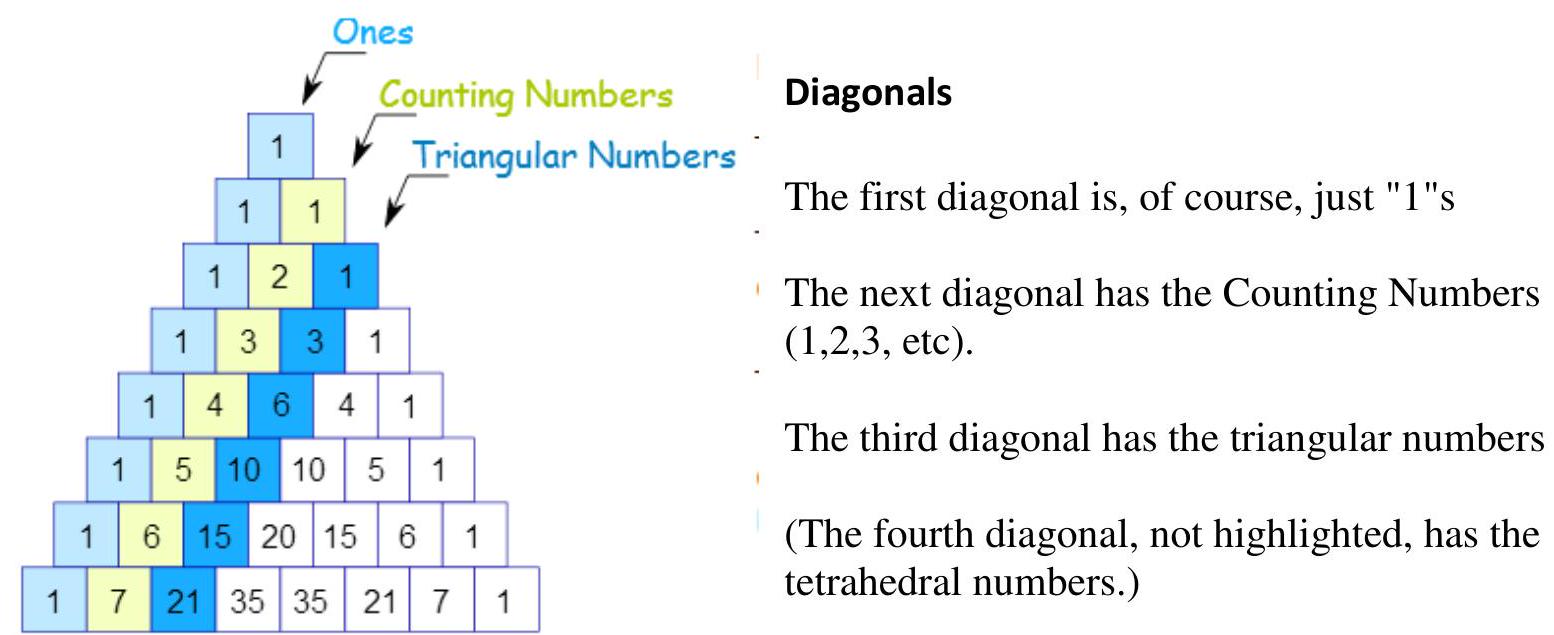 Ones
Counting Numbers
Triangular Numbers
1
1 1
1 2 1
1 3 3 1
1 4 6 4 1
1 5 10 10 5 1
1 6 15 20 15 6 1
1 7 21 35 35 21 7 1
Diagonals
The first diagonal is, of course, just "1"s
The next diagonal has the Counting Numbers
(1,2,3, etc).
The third diagonal has the triangular numbers
(The fourth diagonal, not highlighted, has the
tetrahedral numbers.)